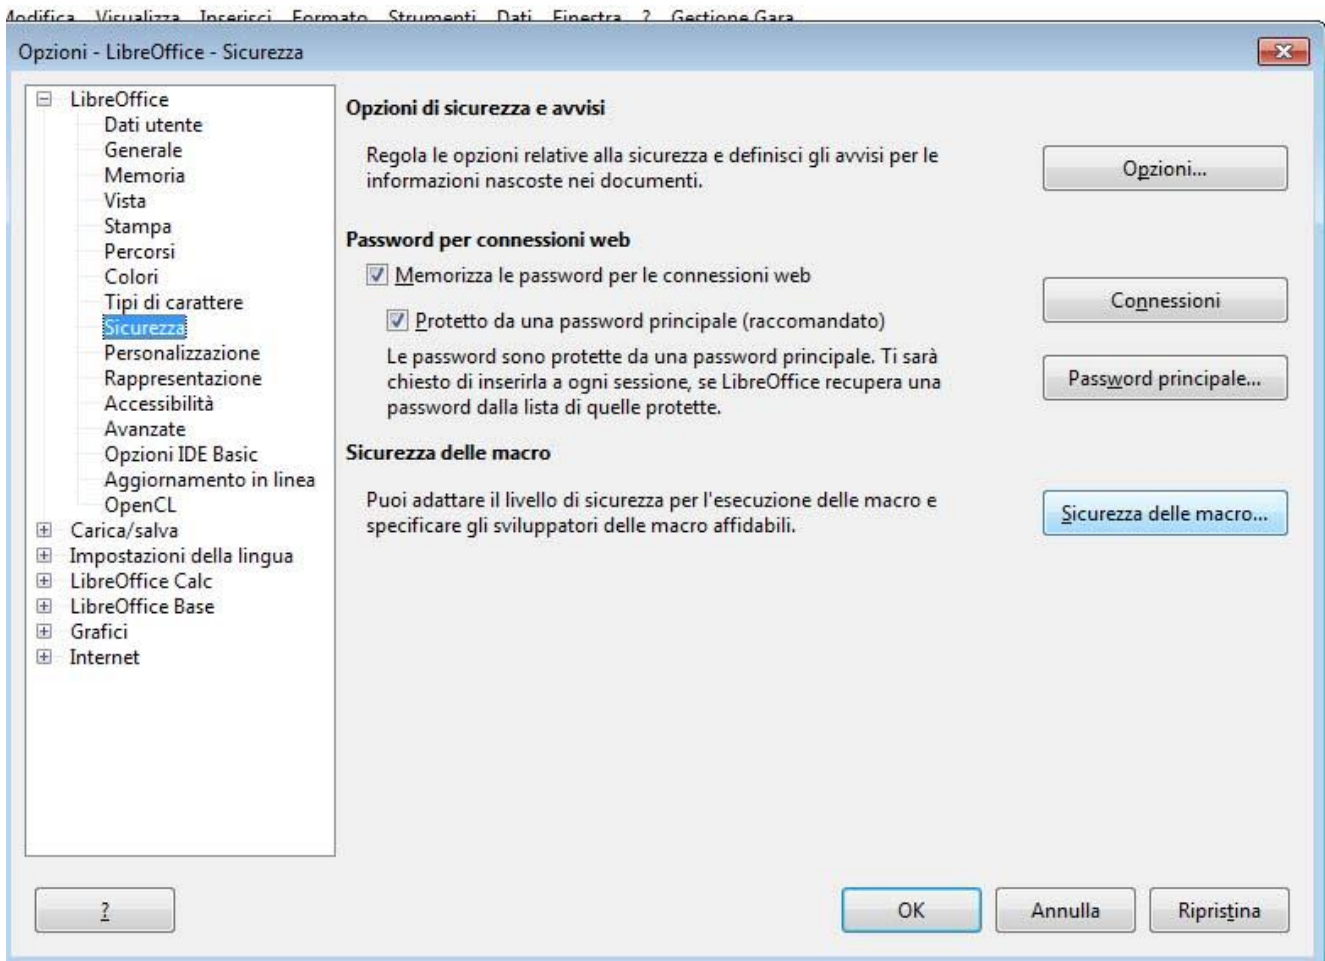 Modifica Visualizza Inserisci Formato Strumenti Dati Finestra ? Gestione Gara
Opzioni - LibreOffice - Sicurezza
LibreOffice
Dati utente
Generale
Memoria
Vista
Stampa
Percorsi
Colori
Tipi di carattere
Sicurezza
Personalizzazione
Rappresentazione
Accessibilità
Avanzate
Opzioni IDE Basic
Aggiornamento in linea
OpenCL
Carica/salva
Impostazioni della lingua
LibreOffice Calc
LibreOffice Base
Grafici
Internet
Opzioni di sicurezza e avvisi
Regola le opzioni relative alla sicurezza e definisci gli avvisi per le
informazioni nascoste nei documenti.
Opzioni...
Password per connessioni web
Memorizza le password per le connessioni web
Connessioni
Protetto da una password principale (raccomandato)
Le password sono protette da una password principale. Ti sarà
chiesto di inserirla a ogni sessione, se LibreOffice recupera una
password dalla lista di quelle protette.
Password principale...
Sicurezza delle macro
Puoi adattare il livello di sicurezza per l'esecuzione delle macro e
specificare gli sviluppatori delle macro affidabili.
Sicurezza delle macro...
?
OK
Annulla
Ripristina